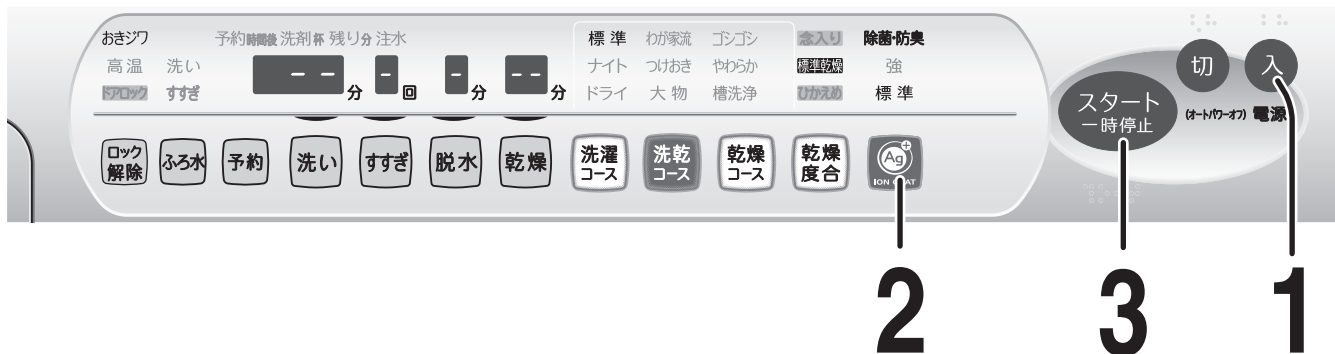 おきジワ 予約時間後 洗剤杯 残り分 注水 標準 わが家流 ゴシゴシ 念入り 除菌・防臭
高温 洗い ナイト つけおき やわらか 標準乾燥 強
ドアロック すすぎ -- 分 - 回 - 分 -- 分 ドライ 大物 槽洗浄 ひかえめ 標準
切 入
スタート
一時停止
(オートパワーオフ) 電源
ロック
解除
ふろ水
予約
洗い
すすぎ
脱水
乾燥
洗濯
コース
洗乾
コース
乾燥
コース
乾燥
度合
Ag+
ION COAT
2
3
1